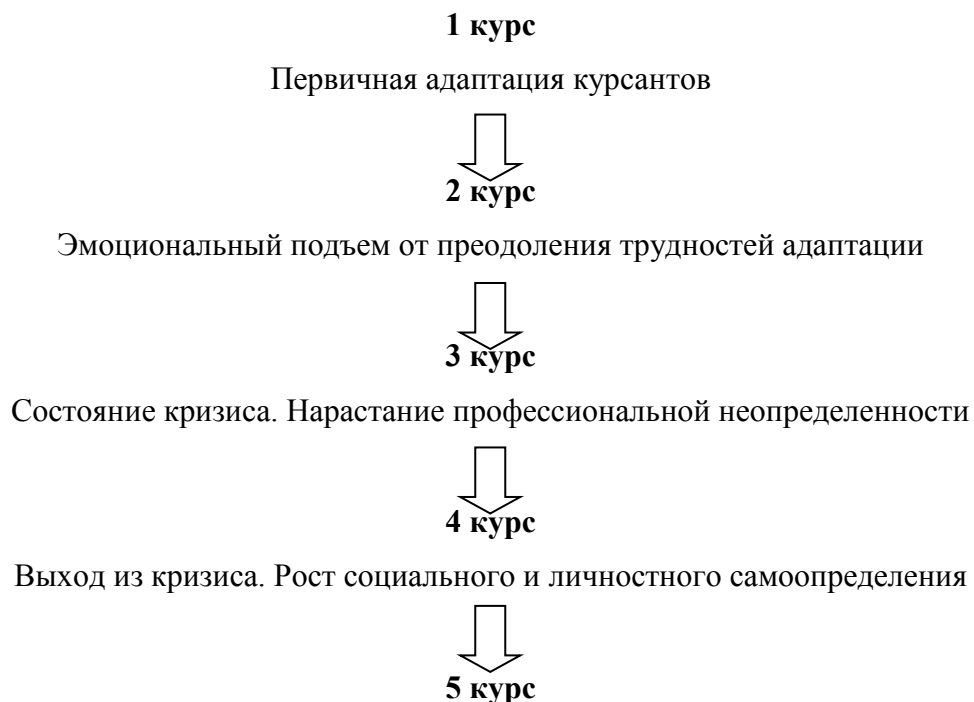 1 курс
Первичная адаптация курсантов
2 курс
Эмоциональный подъем от преодоления трудностей адаптации
3 курс
Состояние кризиса. Нарастание профессиональной неопределенности
4 курс
Выход из кризиса. Рост социального и личностного самоопределения
5 курс